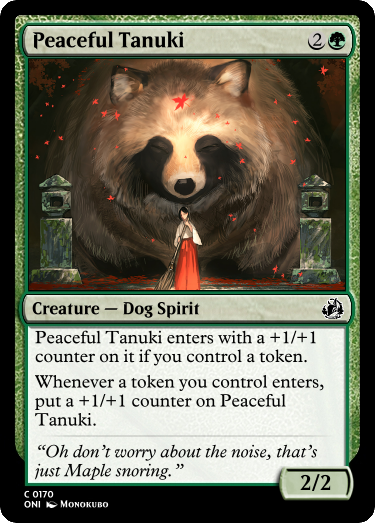 Peaceful Tanuki 2
Creature — Dog Spirit
Peaceful Tanuki enters with a +1/+1
counter on it if you control a token.
Whenever a token you control enters,
put a +1/+1 counter on Peaceful
Tanuki.
“Oh don't worry about the noise, that's
just Maple snoring.”
2/2
C 0170
ONI Monokubo